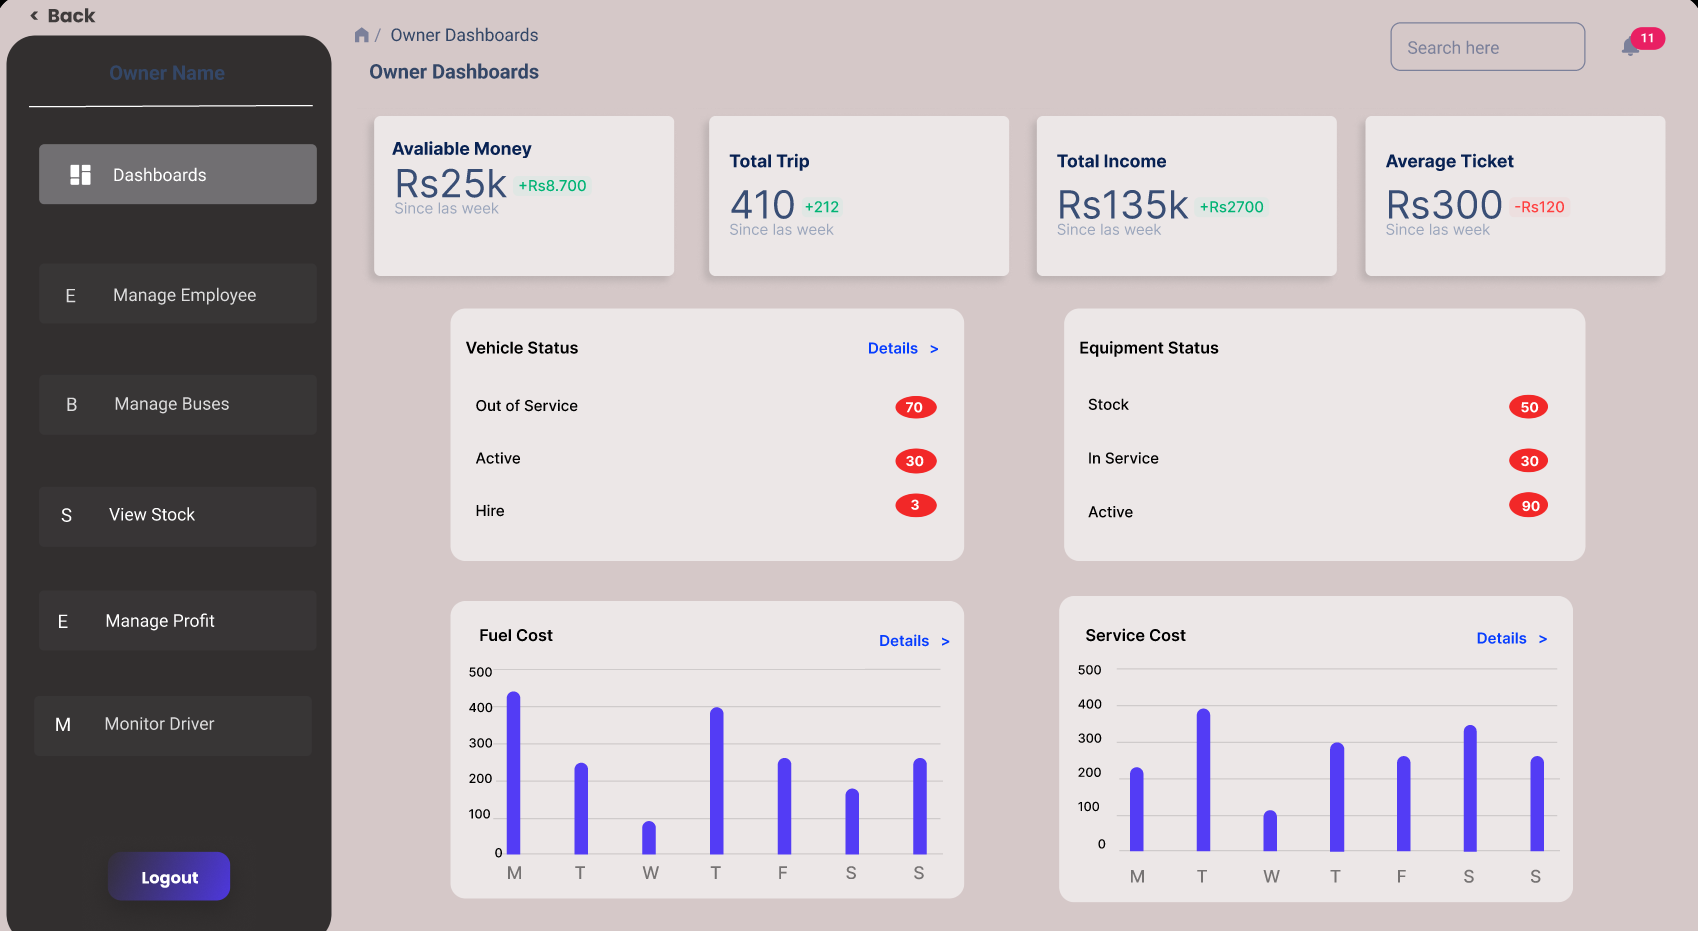 < Back
Owner Name
Dashboards
E Manage Employee
B Manage Buses
S View Stock
E Manage Profit
M Monitor Driver
Logout
/ Owner Dashboards
Owner Dashboards
Search here
11
Avaliable Money
Rs25k +Rs8.700
Since las week
Total Trip
410 +212
Since las week
Total Income
Rs135k +Rs2700
Since las week
Average Ticket
Rs300 -Rs120
Since las week
Vehicle Status Details >
Out of Service 70
Active 30
Hire 3
Equipment Status
Stock 50
In Service 30
Active 90
Fuel Cost Details >
500
400
300
200
100
0
M T W T F S S
Service Cost Details >
500
400
300
200
100
0
M T W T F S S